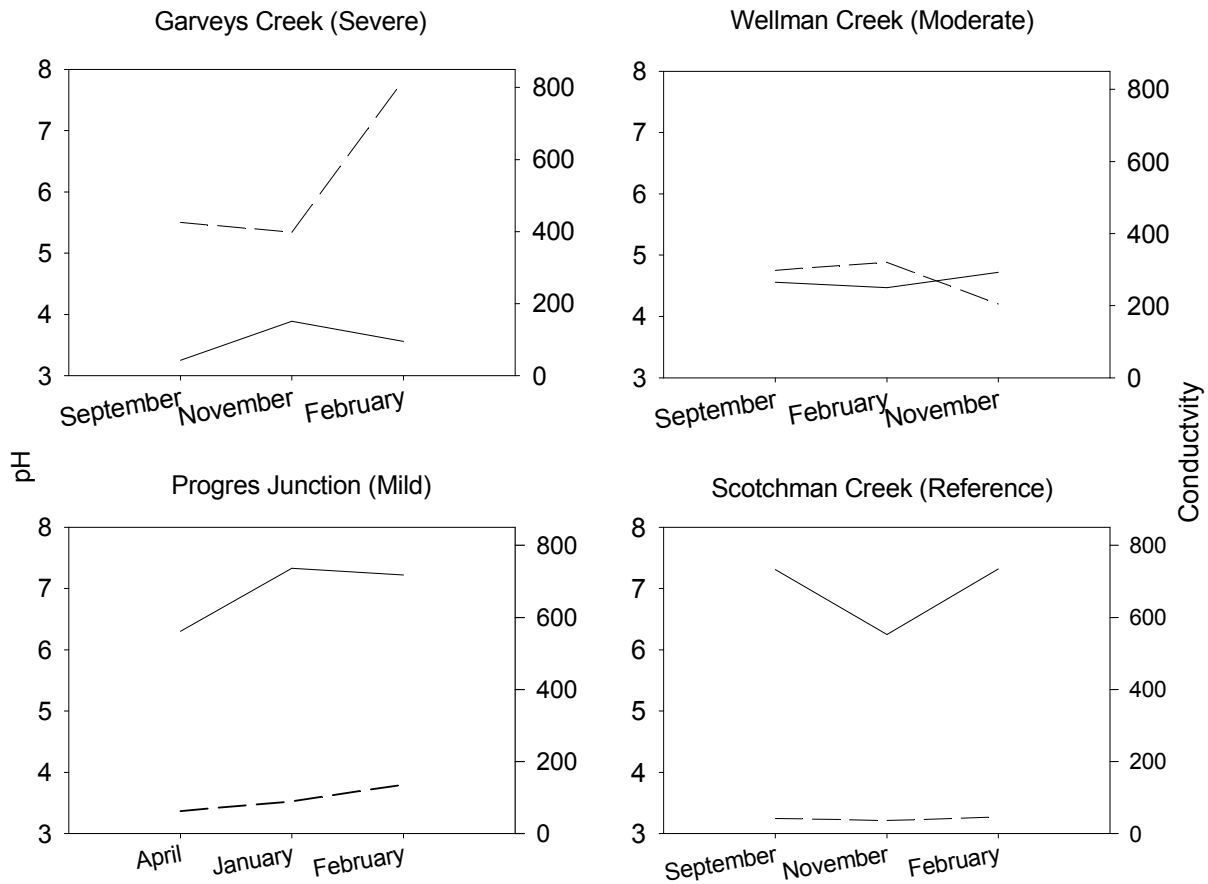 Garveys Creek (Severe)
8
7
6
5
4
3
800
600
400
200
0
September
November
February
Wellman Creek (Moderate)
8
7
6
5
4
3
800
600
400
200
0
September
February
November
pH
Conductvity
Progres Junction (Mild)
8
7
6
5
4
3
800
600
400
200
0
April
January
February
Scotchman Creek (Reference)
8
7
6
5
4
3
800
600
400
200
0
September
November
February